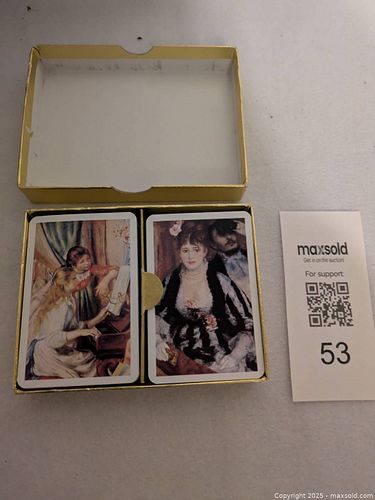 maxsold
Get in on the auction!
For support:
53
Copyright 2025 - maxsold.com